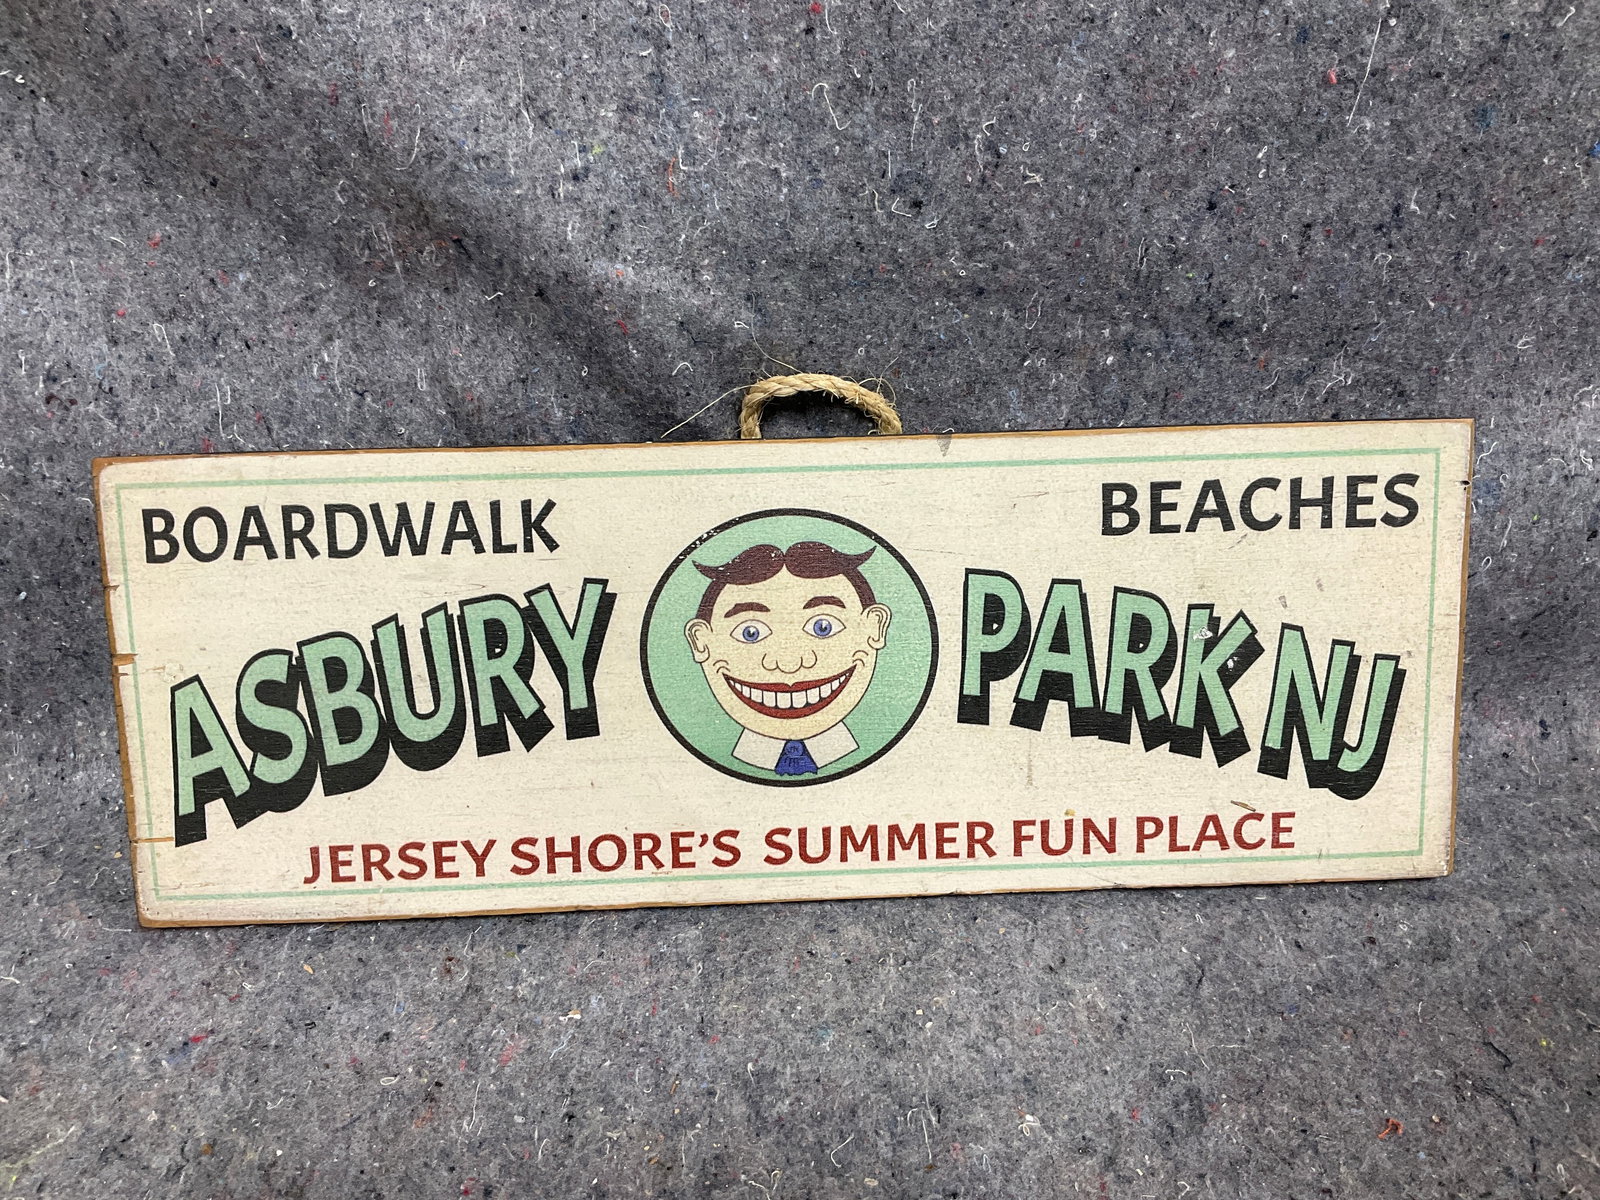 BOARDWALK
BEACHES
ASBURY PARK NJ
JERSEY SHORE'S SUMMER FUN PLACE